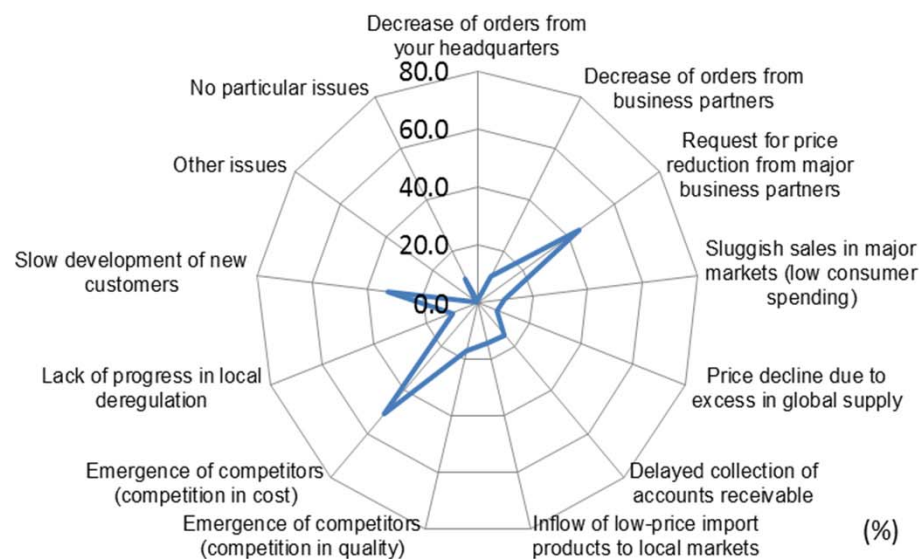 Decrease of orders from
your headquarters
80.0
60.0
40.0
20.0
0.0
Decrease of orders from
business partners
Request for price
reduction from major
business partners
Sluggish sales in major
markets (low consumer
spending)
Price decline due to
excess in global supply
Delayed collection of
accounts receivable
Inflow of low-price import
products to local markets
Emergence of competitors
(competition in quality)
Emergence of competitors
(competition in cost)
Lack of progress in local
deregulation
Slow development of new
customers
Other issues
No particular issues
(%)